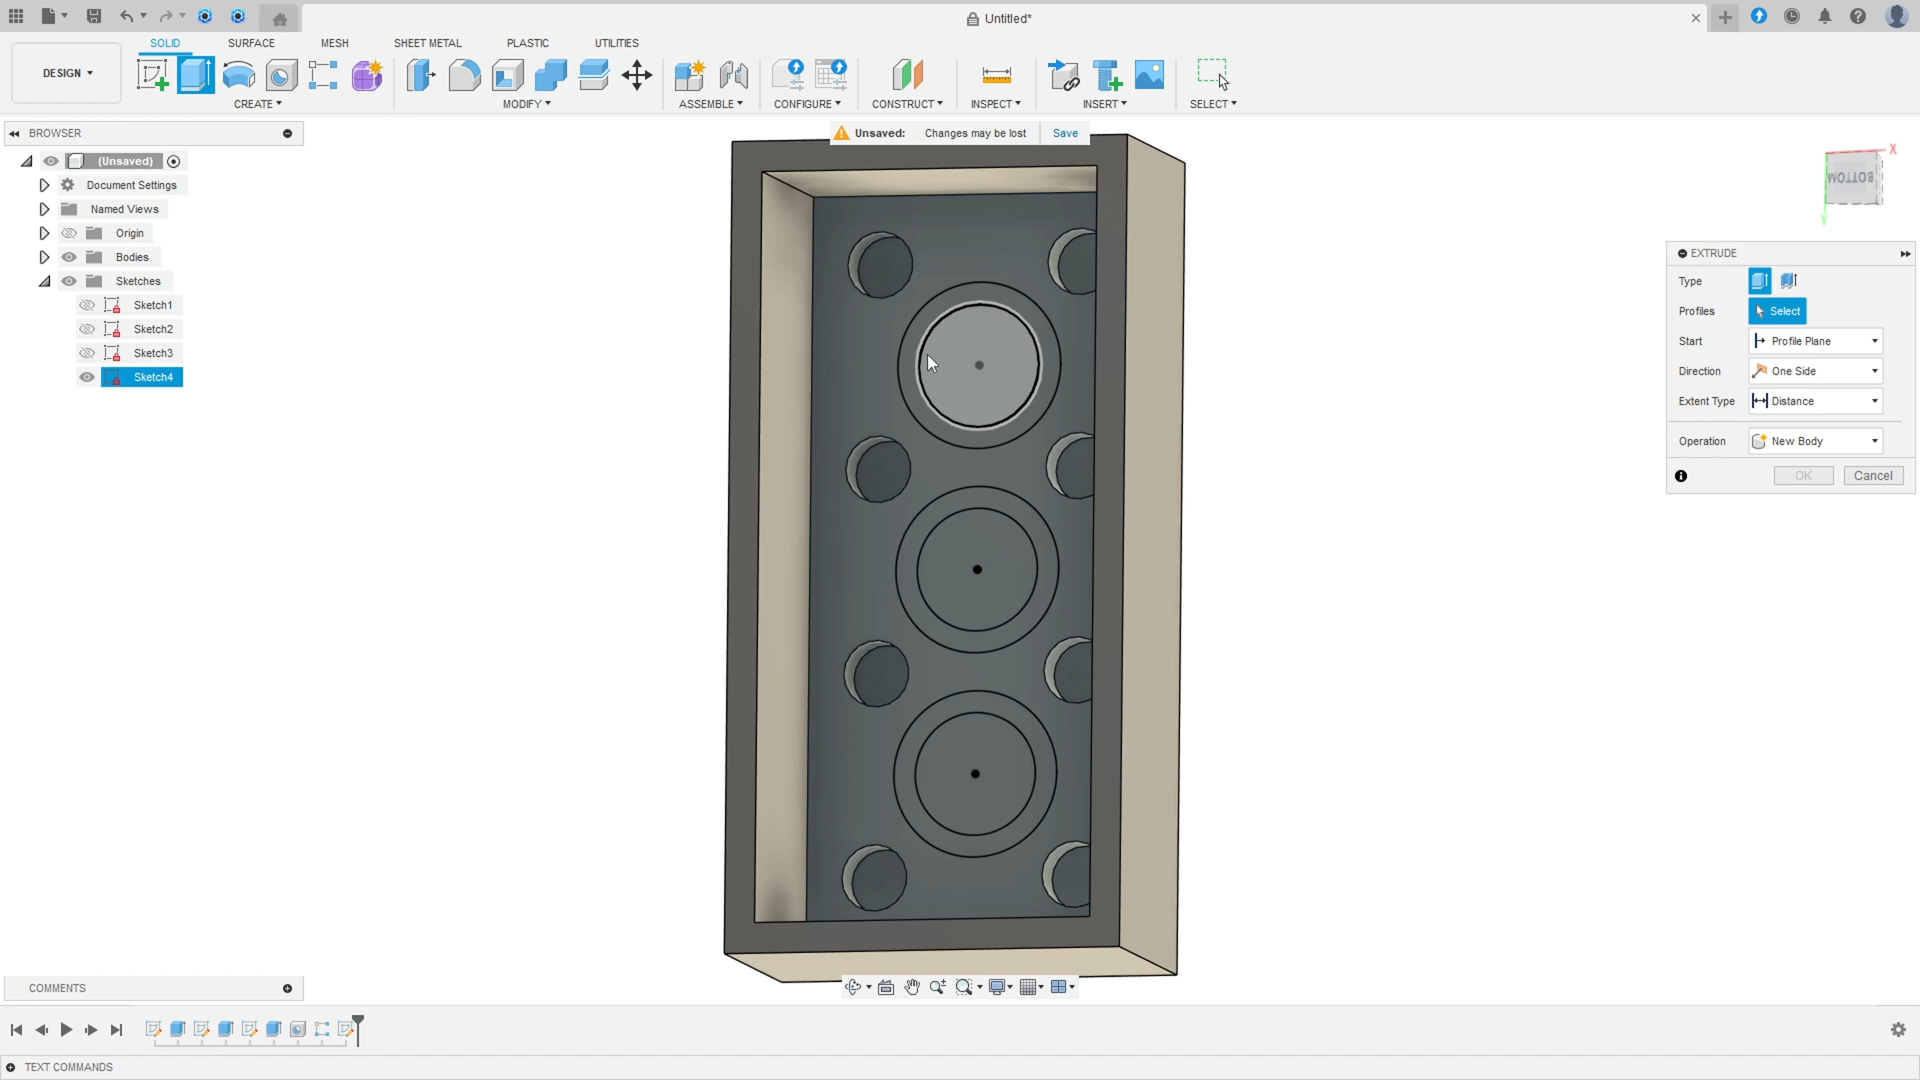 Untitled*
DESIGN
SOLID SURFACE MESH SHEET METAL PLASTIC UTILITIES
CREATE MODIFY ASSEMBLE CONFIGURE CONSTRUCT INSPECT INSERT SELECT
BROWSER
Unsaved: Changes may be lost Save
(Unsaved)
Document Settings
Named Views
Origin
Bodies
Sketches
Sketch1
Sketch2
Sketch3
Sketch4
X
BOTTOM
Y
EXTRUDE
Type
Profiles Select
Start Profile Plane
Direction One Side
Extent Type Distance
Operation New Body
OK Cancel
COMMENTS
TEXT COMMANDS